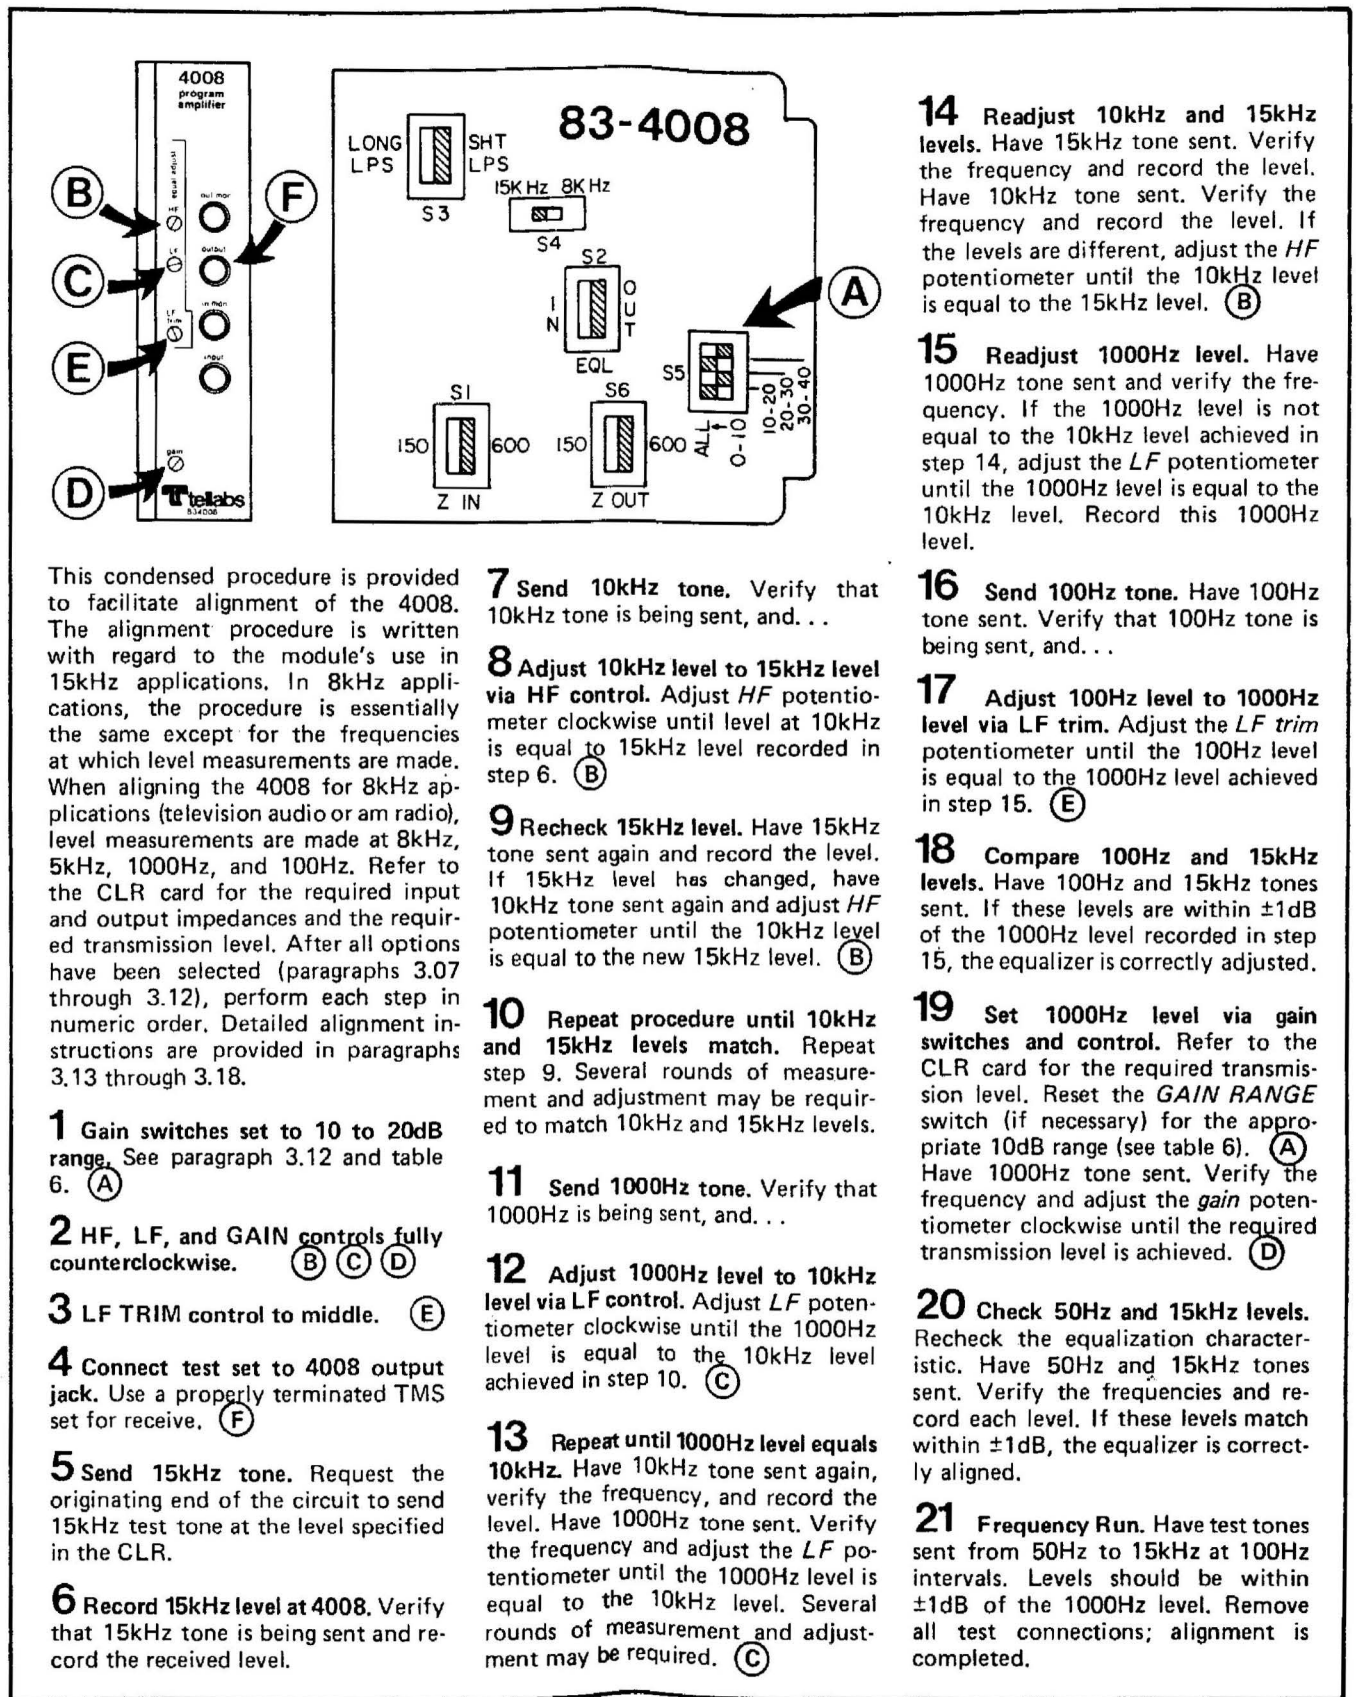 4008
program
amplifier
equal adjust
HF
out mon
LF
output
LF
trim
in mon
input
gain
tellabs
834008
B
C
E
D
F
83-4008
LONG
LPS
SHT
LPS
S3
15KHz 8KHz
S4
S2
IN
OUT
EQL
A
S5
ALL
0-10
10-20
20-30
30-40
S1
150
600
Z IN
S6
150
600
Z OUT
This condensed procedure is provided
to facilitate alignment of the 4008.
The alignment procedure is written
with regard to the module's use in
15kHz applications. In 8kHz appli-
cations, the procedure is essentially
the same except for the frequencies
at which level measurements are made.
When aligning the 4008 for 8kHz ap-
plications (television audio or am radio),
level measurements are made at 8kHz,
5kHz, 1000Hz, and 100Hz. Refer to
the CLR card for the required input
and output impedances and the requir-
ed transmission level. After all options
have been selected (paragraphs 3.07
through 3.12), perform each step in
numeric order. Detailed alignment in-
structions are provided in paragraphs
3.13 through 3.18.
1 Gain switches set to 10 to 20dB
range. See paragraph 3.12 and table
6. A
2 HF, LF, and GAIN controls fully
counterclockwise. B C D
3 LF TRIM control to middle. E
4 Connect test set to 4008 output
jack. Use a properly terminated TMS
set for receive. F
5 Send 15kHz tone. Request the
originating end of the circuit to send
15kHz test tone at the level specified
in the CLR.
6 Record 15kHz level at 4008. Verify
that 15kHz tone is being sent and re-
cord the received level.
7 Send 10kHz tone. Verify that
10kHz tone is being sent, and...
8 Adjust 10kHz level to 15kHz level
via HF control. Adjust HF potentio-
meter clockwise until level at 10kHz
is equal to 15kHz level recorded in
step 6. B
9 Recheck 15kHz level. Have 15kHz
tone sent again and record the level.
If 15kHz level has changed, have
10kHz tone sent again and adjust HF
potentiometer until the 10kHz level
is equal to the new 15kHz level. B
10 Repeat procedure until 10kHz
and 15kHz levels match. Repeat
step 9. Several rounds of measure-
ment and adjustment may be requir-
ed to match 10kHz and 15kHz levels.
11 Send 1000Hz tone. Verify that
1000Hz is being sent, and...
12 Adjust 1000Hz level to 10kHz
level via LF control. Adjust LF poten-
tiometer clockwise until the 1000Hz
level is equal to the 10kHz level
achieved in step 10. C
13 Repeat until 1000Hz level equals
10kHz. Have 10kHz tone sent again,
verify the frequency, and record the
level. Have 1000Hz tone sent. Verify
the frequency and adjust the LF po-
tentiometer until the 1000Hz level is
equal to the 10kHz level. Several
rounds of measurement and adjust-
ment may be required. C
14 Readjust 10kHz and 15kHz
levels. Have 15kHz tone sent. Verify
the frequency and record the level.
Have 10kHz tone sent. Verify the
frequency and record the level. If
the levels are different, adjust the HF
potentiometer until the 10kHz level
is equal to the 15kHz level. B
15 Readjust 1000Hz level. Have
1000Hz tone sent and verify the fre-
quency. If the 1000Hz level is not
equal to the 10kHz level achieved in
step 14, adjust the LF potentiometer
until the 1000Hz level is equal to the
10kHz level. Record this 1000Hz
level.
16 Send 100Hz tone. Have 100Hz
tone sent. Verify that 100Hz tone is
being sent, and...
17 Adjust 100Hz level to 1000Hz
level via LF trim. Adjust the LF trim
potentiometer until the 100Hz level
is equal to the 1000Hz level achieved
in step 15. E
18 Compare 100Hz and 15kHz
levels. Have 100Hz and 15kHz tones
sent. If these levels are within ±1dB
of the 1000Hz level recorded in step
15, the equalizer is correctly adjusted.
19 Set 1000Hz level via gain
switches and control. Refer to the
CLR card for the required transmis-
sion level. Reset the GAIN RANGE
switch (if necessary) for the appro-
priate 10dB range (see table 6). A
Have 1000Hz tone sent. Verify the
frequency and adjust the gain poten-
tiometer clockwise until the required
transmission level is achieved. D
20 Check 50Hz and 15kHz levels.
Recheck the equalization character-
istic. Have 50Hz and 15kHz tones
sent. Verify the frequencies and re-
cord each level. If these levels match
within ±1dB, the equalizer is correct-
ly aligned.
21 Frequency Run. Have test tones
sent from 50Hz to 15kHz at 100Hz
intervals. Levels should be within
±1dB of the 1000Hz level. Remove
all test connections; alignment is
completed.